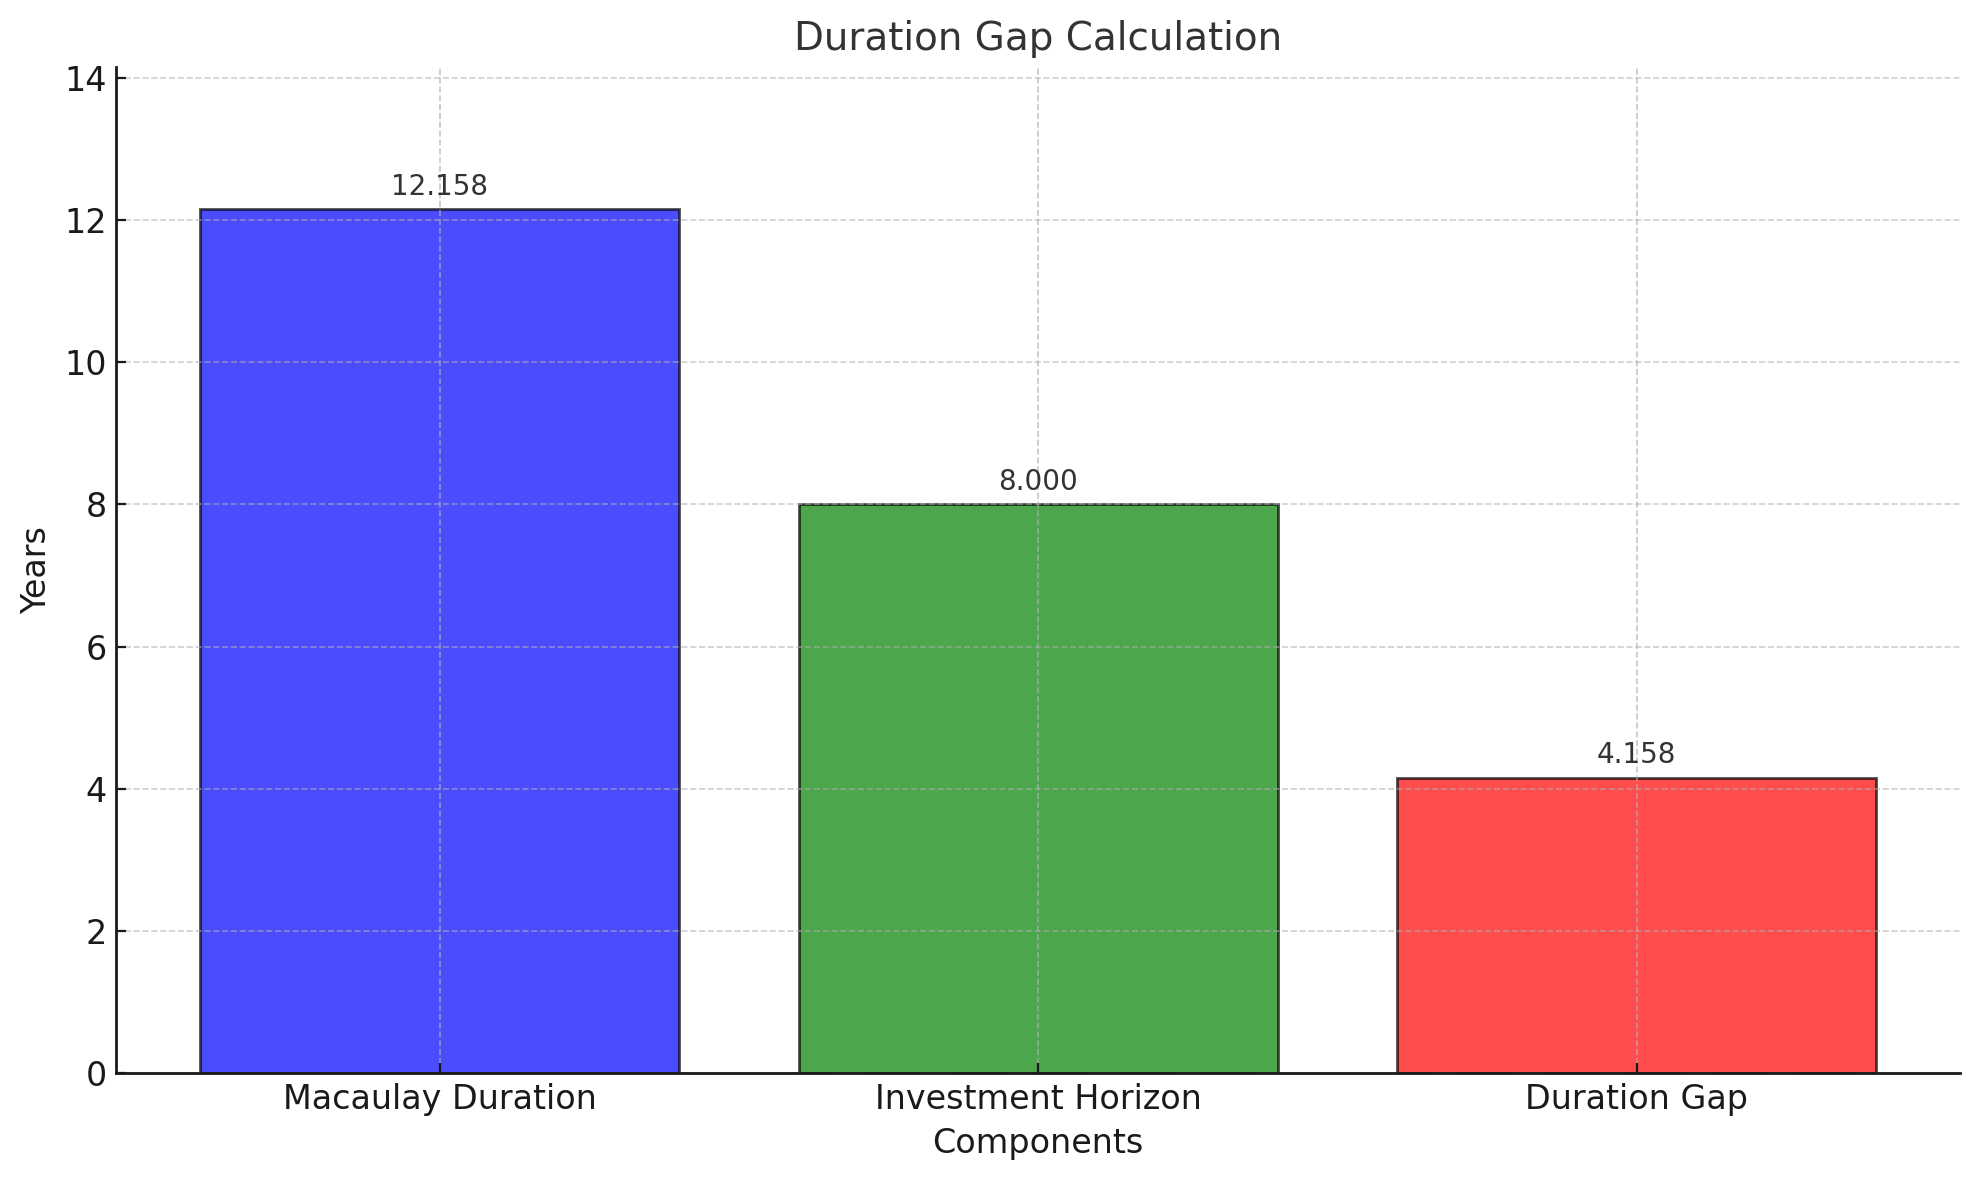 Duration Gap Calculation
14
12
10
8
6
4
2
0
Years
12.158
8.000
4.158
Macaulay Duration
Investment Horizon
Duration Gap
Components